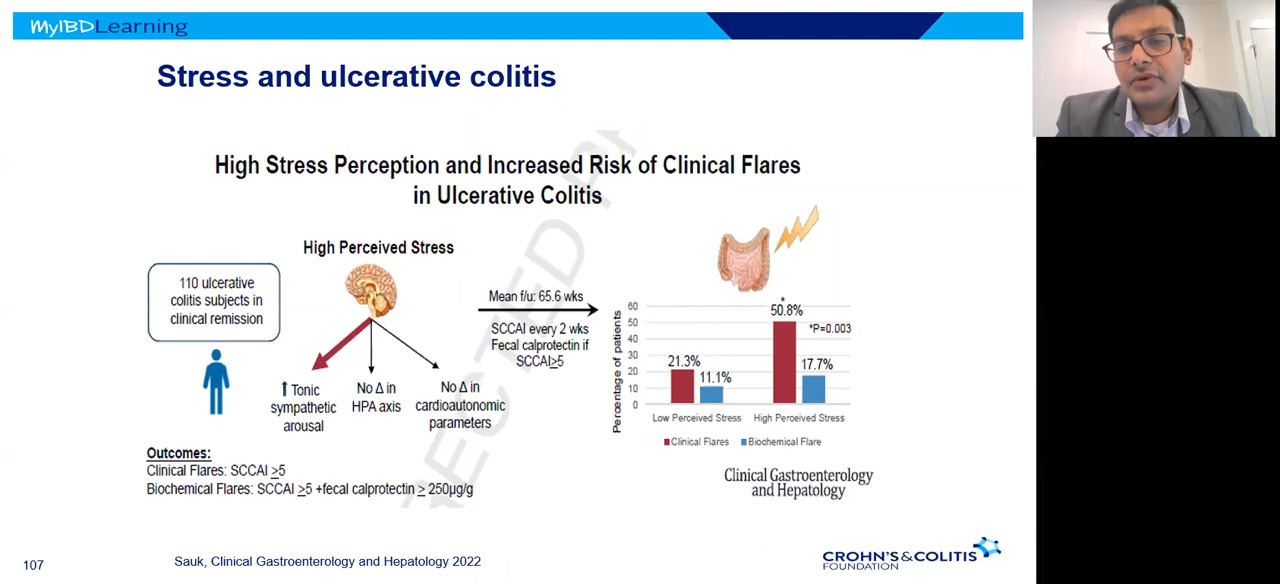 MyIBDLearning
Stress and ulcerative colitis
High Stress Perception and Increased Risk of Clinical Flares
in Ulcerative Colitis
High Perceived Stress
110 ulcerative
colitis subjects in
clinical remission
⬆ Tonic
sympathetic
arousal
No Δ in
HPA axis
No Δ in
cardioautonomic
parameters
Mean f/u: 65.6 wks
SCCAI every 2 wks
Fecal calprotectin if
SCCAI≥5
Percentage of patients
60
50
40
30
20
10
0
21.3%
11.1%
*
50.8%
17.7%
*P=0.003
Low Perceived Stress
High Perceived Stress
Clinical Flares
Biochemical Flare
Outcomes:
Clinical Flares: SCCAI ≥5
Biochemical Flares: SCCAI ≥5 +fecal calprotectin ≥ 250µg/g
Clinical Gastroenterology
and Hepatology
107
Sauk, Clinical Gastroenterology and Hepatology 2022
CROHN'S&COLITIS
FOUNDATION